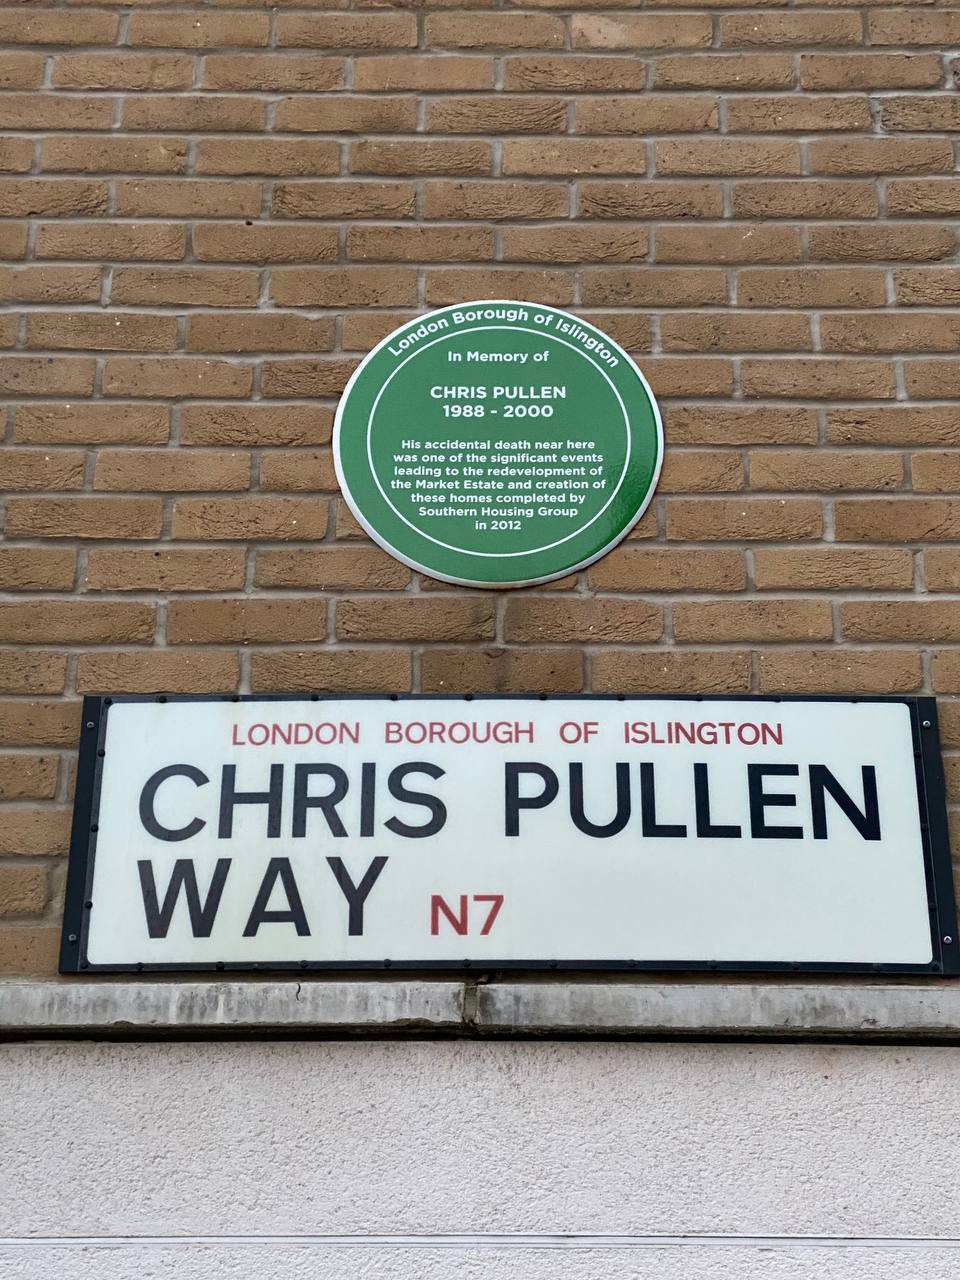 London Borough of Islington
In Memory of
CHRIS PULLEN
1988 - 2000
His accidental death near here
was one of the significant events
leading to the redevelopment of
the Market Estate and creation of
these homes completed by
Southern Housing Group
in 2012
LONDON BOROUGH OF ISLINGTON
CHRIS PULLEN
WAY N7